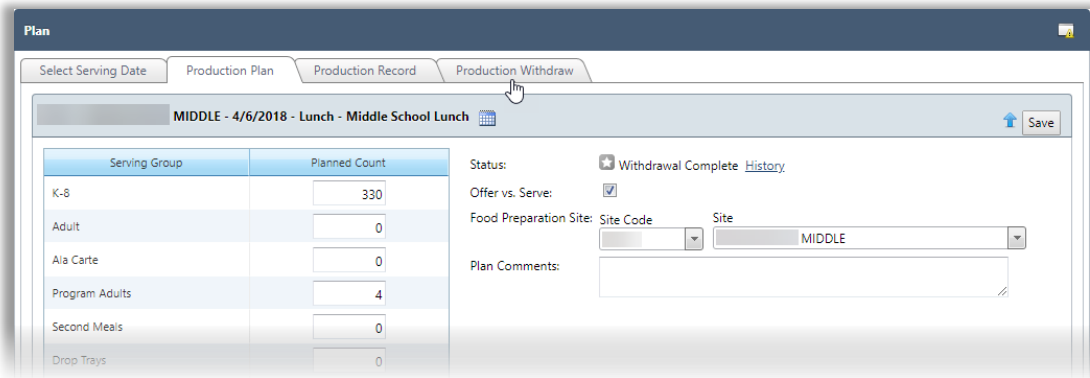 Plan
Select Serving Date Production Plan Production Record Production Withdraw
MIDDLE - 4/6/2018 - Lunch - Middle School Lunch
Save
Serving Group Planned Count
K-8 330
Adult 0
Ala Carte 0
Program Adults 4
Second Meals 0
Drop Trays 0
Status: Withdrawal Complete History
Offer vs. Serve:
Food Preparation Site: Site Code Site
MIDDLE
Plan Comments: